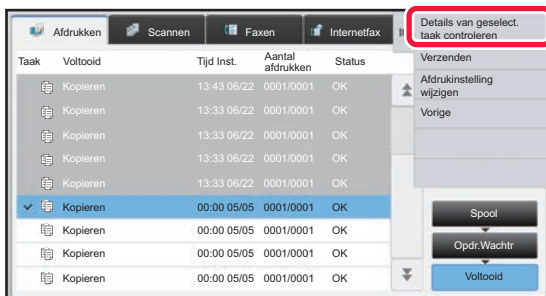 Afdrukken Scannen Faxen Internetfax
Taak Voltooid Tijd Inst. Aantal afdrukken Status
Kopieren 13:43 06/22 0001/0001 OK
Kopieren 13:33 06/22 0001/0001 OK
Kopieren 13:33 06/22 0001/0001 OK
Kopieren 13:33 06/22 0001/0001 OK
Kopieren 13:33 06/22 0001/0001 OK
Kopieren 00:00 05/05 0001/0001 OK
Kopieren 00:00 05/05 0001/0001 OK
Kopieren 00:00 05/05 0001/0001 OK
Kopieren 00:00 05/05 0001/0001 OK
Details van geselect.
taak controleren
Verzenden
Afdrukinstelling
wijzigen
Vorige
Spool
Opdr.Wachtr
Voltooid